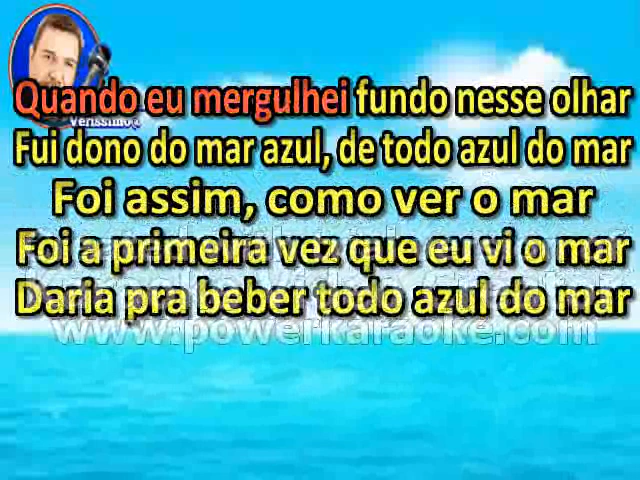 Quando eu mergulhei fundo nesse olhar
Verissimo@
Fui dono do mar azul, de todo azul do mar
Foi assim, como ver o mar
Foi a primeira vez que eu vi o mar
Daria pra beber todo azul do mar
www.powerkaraoke.com